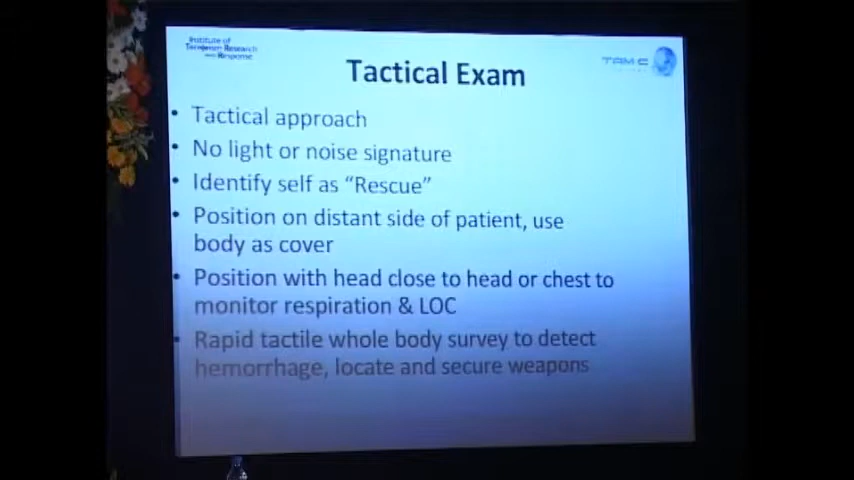 Institute of
Terrorism Research
and Response
Tactical Exam
• Tactical approach
• No light or noise signature
• Identify self as “Rescue”
• Position on distant side of patient, use
body as cover
• Position with head close to head or chest to
monitor respiration & LOC
• Rapid tactile whole body survey to detect
hemorrhage, locate and secure weapons